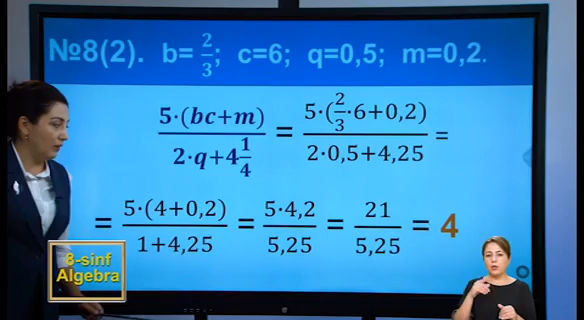 №8(2). b= 2/3; c=6; q=0,5; m=0,2.
5·(bc+m) / 2·q+4 1/4 = 5·(2/3·6+0,2) / 2·0,5+4,25 =
= 5·(4+0,2) / 1+4,25 = 5·4,2 / 5,25 = 21 / 5,25 = 4
8-sinf
Algebra